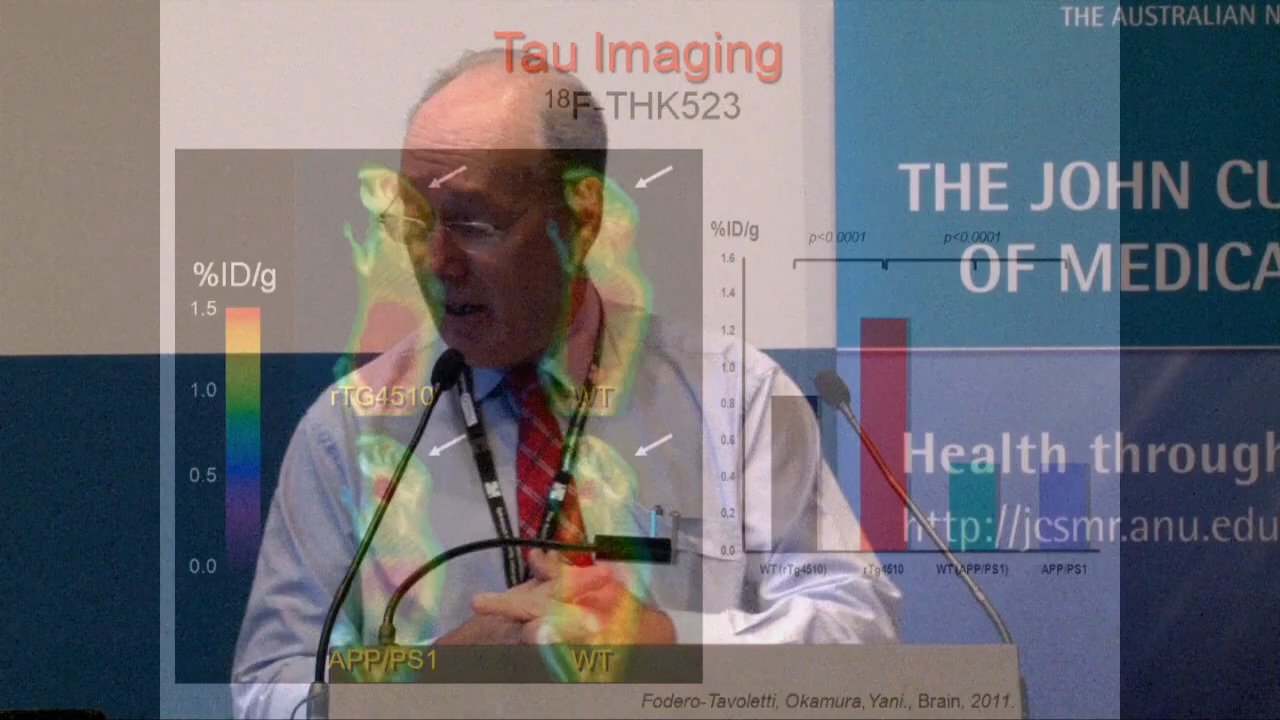 Tau Imaging
18F-THK523
THE AUSTRALIAN N
THE JOHN CU
OF MEDICA
Health through
http://jcsmr.anu.edu
%ID/g
1.5
1.0
0.5
0.0
rTG4510
WT
APP/PS1
WT
%ID/g
p<0.0001
p<0.0001
1.6
1.4
1.2
1.0
0.8
0.6
0.4
0.2
0.0
WT (rTg4510)
rTg4510
WT (APP/PS1)
APP/PS1
Fodero-Tavoletti, Okamura,Yani., Brain, 2011.